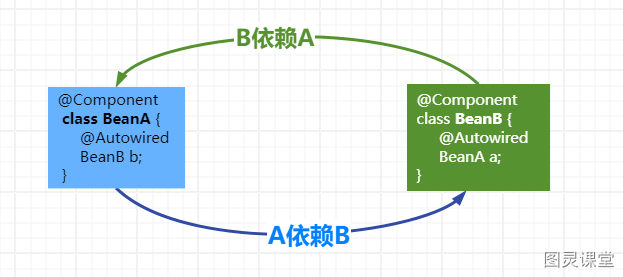 B依赖A
@Component
class BeanA {
@Autowired
BeanB b;
}
@Component
class BeanB {
@Autowired
BeanA a;
}
A依赖B
图灵课堂